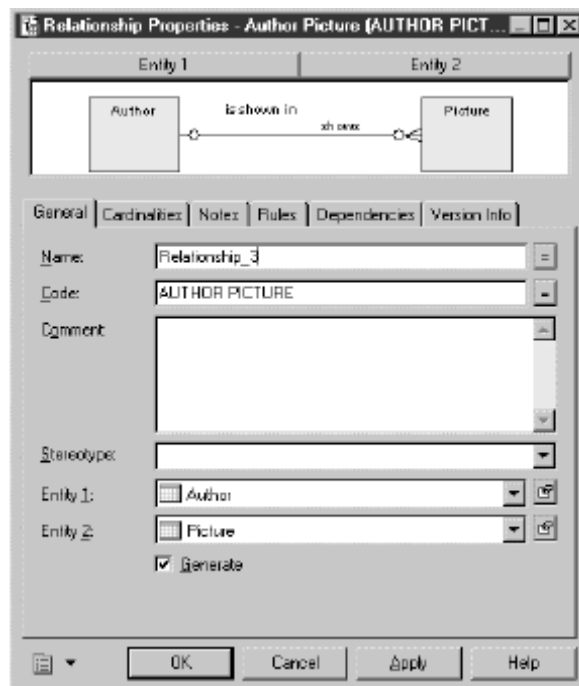 Relationship Properties - Author Picture (AUTHOR PICT...
Entity 1 Entity 2
Author is shown in shows Picture
General Cardinalities Notes Rules Dependencies Version Info
Name: Relationship_3 =
Code: AUTHOR PICTURE =
Comment
Stereotype:
Entity 1: Author
Entity 2: Picture
Generate
OK Cancel Apply Help